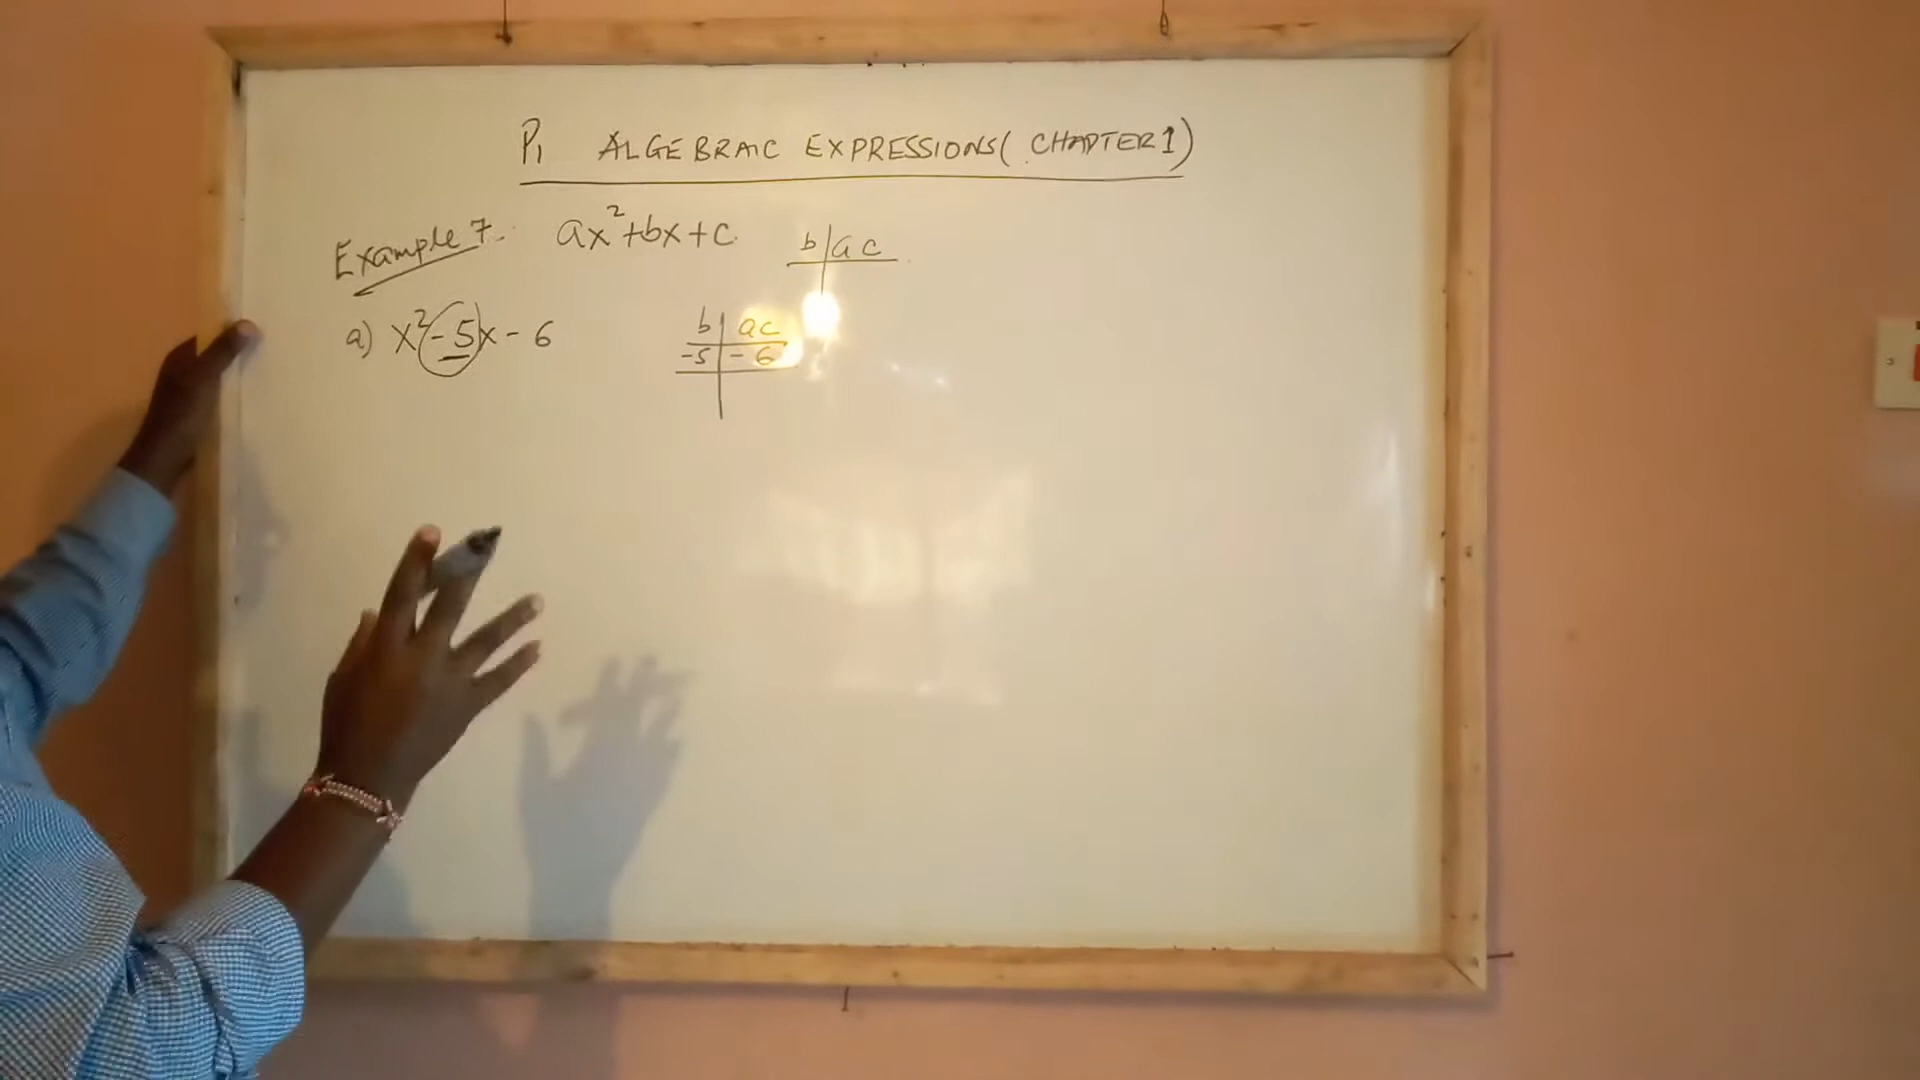 P1 ALGEBRAIC EXPRESSIONS( CHAPTER 1)
Example 7. ax²+bx+c
b | ac
a) x²-5x - 6
b | ac
-5 | - 6